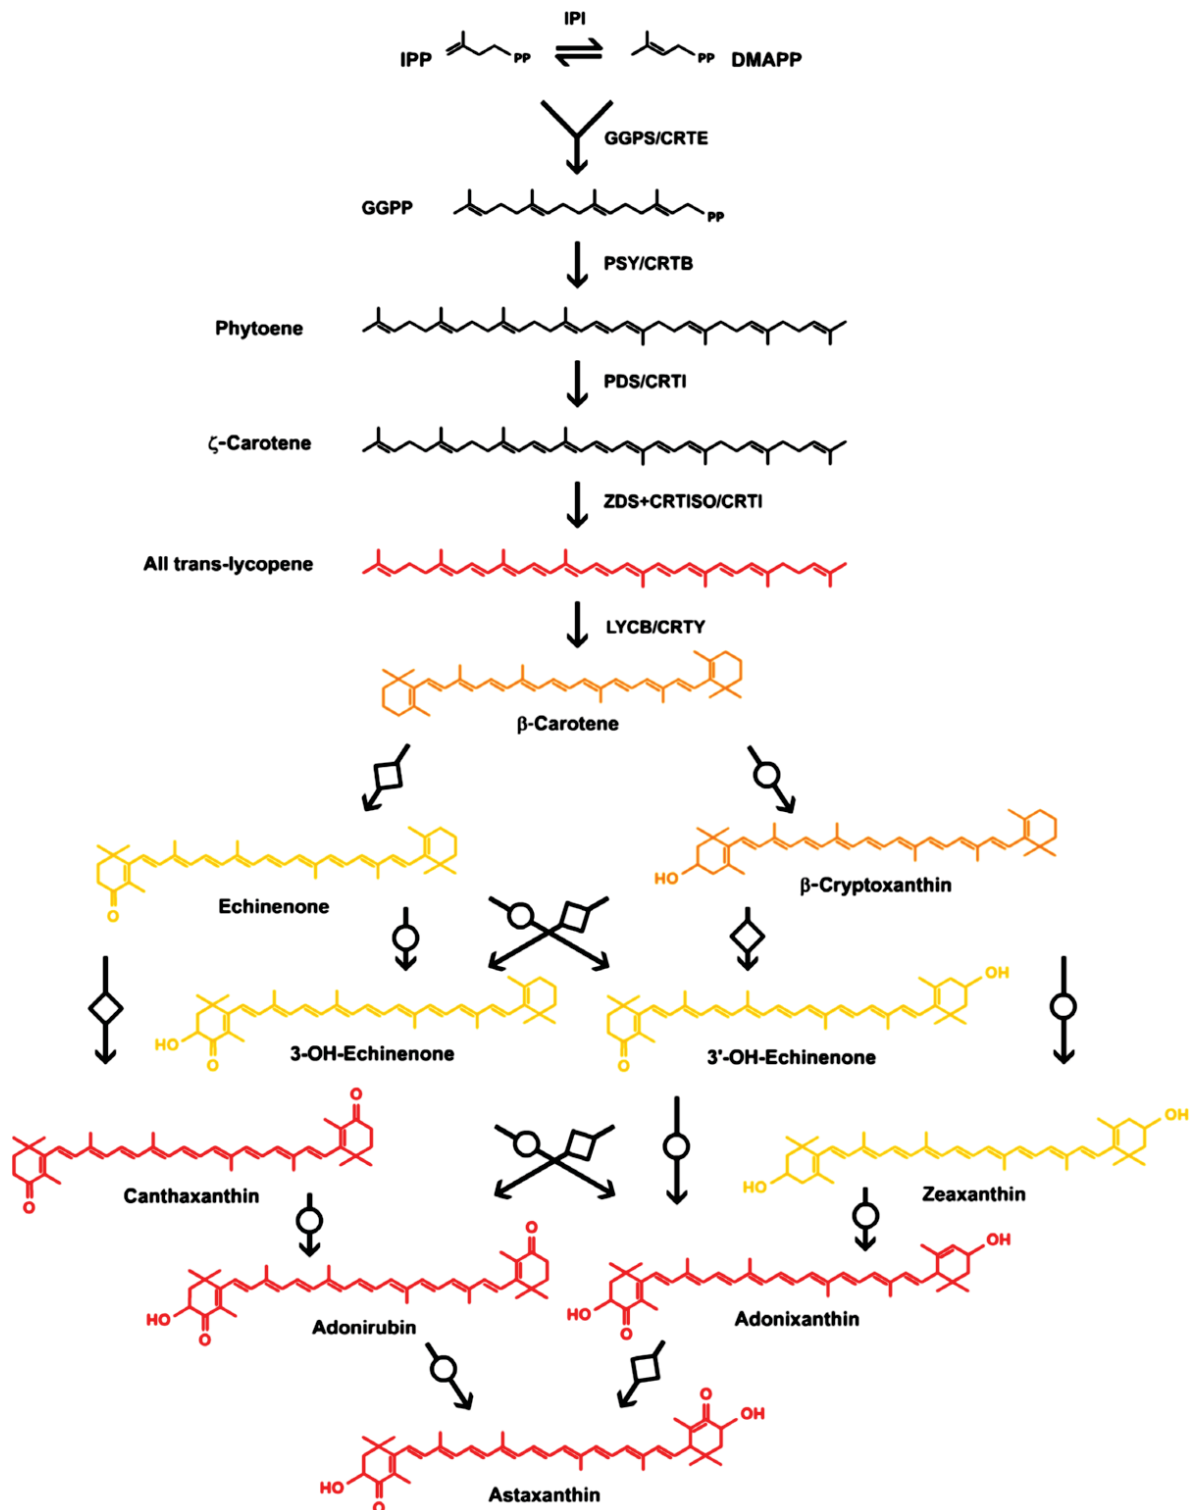 IPI
IPP PP PP DMAPP
GGPS/CRTE
GGPP PP
PSY/CRTB
Phytoene
PDS/CRTI
ζ-Carotene
ZDS+CRTISO/CRTI
All trans-lycopene
LYCB/CRTY
β-Carotene
HO
O
Echinenone
β-Cryptoxanthin
OH
HO
O
O
3-OH-Echinenone
3'-OH-Echinenone
O
OH
HO
O
Canthaxanthin
Zeaxanthin
O
OH
HO
O
HO
O
Adonirubin
Adonixanthin
O
OH
HO
O
Astaxanthin